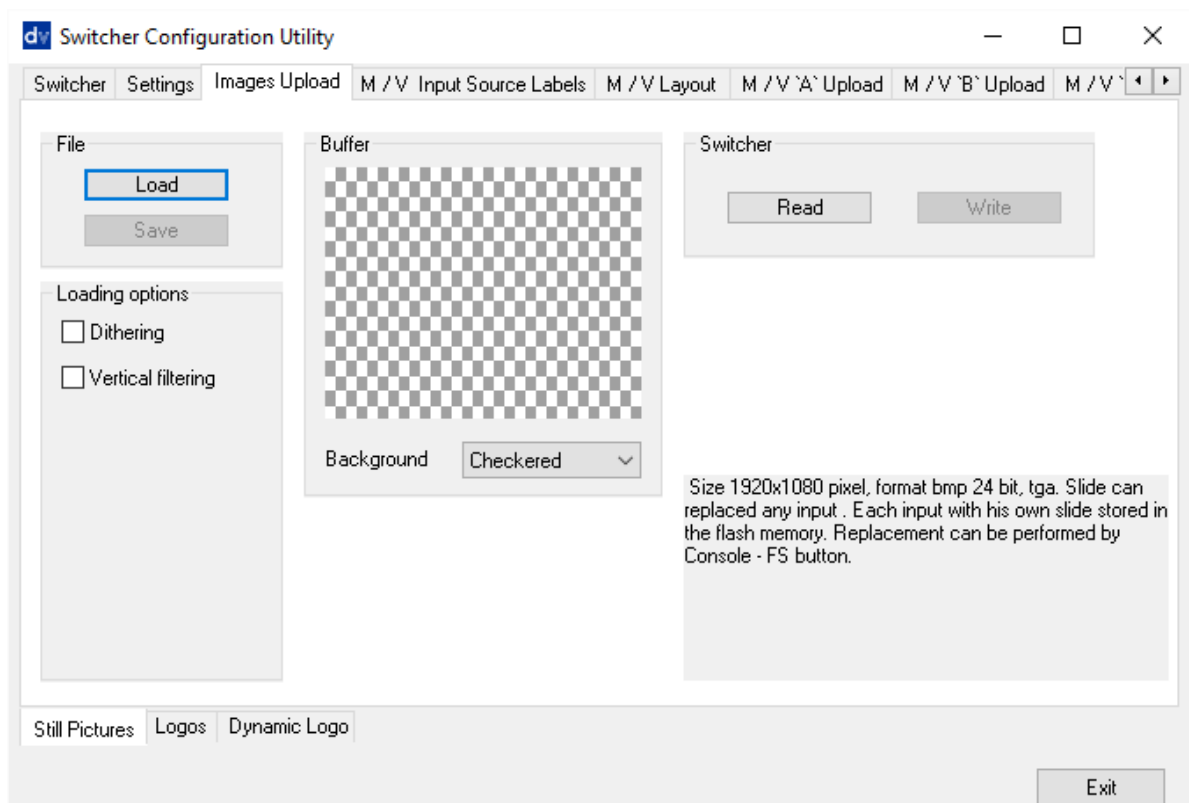 dv Switcher Configuration Utility
Switcher Settings Images Upload M / V Input Source Labels M / V Layout M / V `A` Upload M / V `B` Upload M / V `
File
Load
Save
Loading options
Dithering
Vertical filtering
Buffer
Background Checkered
Switcher
Read Write
Size 1920x1080 pixel, format bmp 24 bit, tga. Slide can
replaced any input . Each input with his own slide stored in
the flash memory. Replacement can be performed by
Console - FS button.
Still Pictures Logos Dynamic Logo
Exit